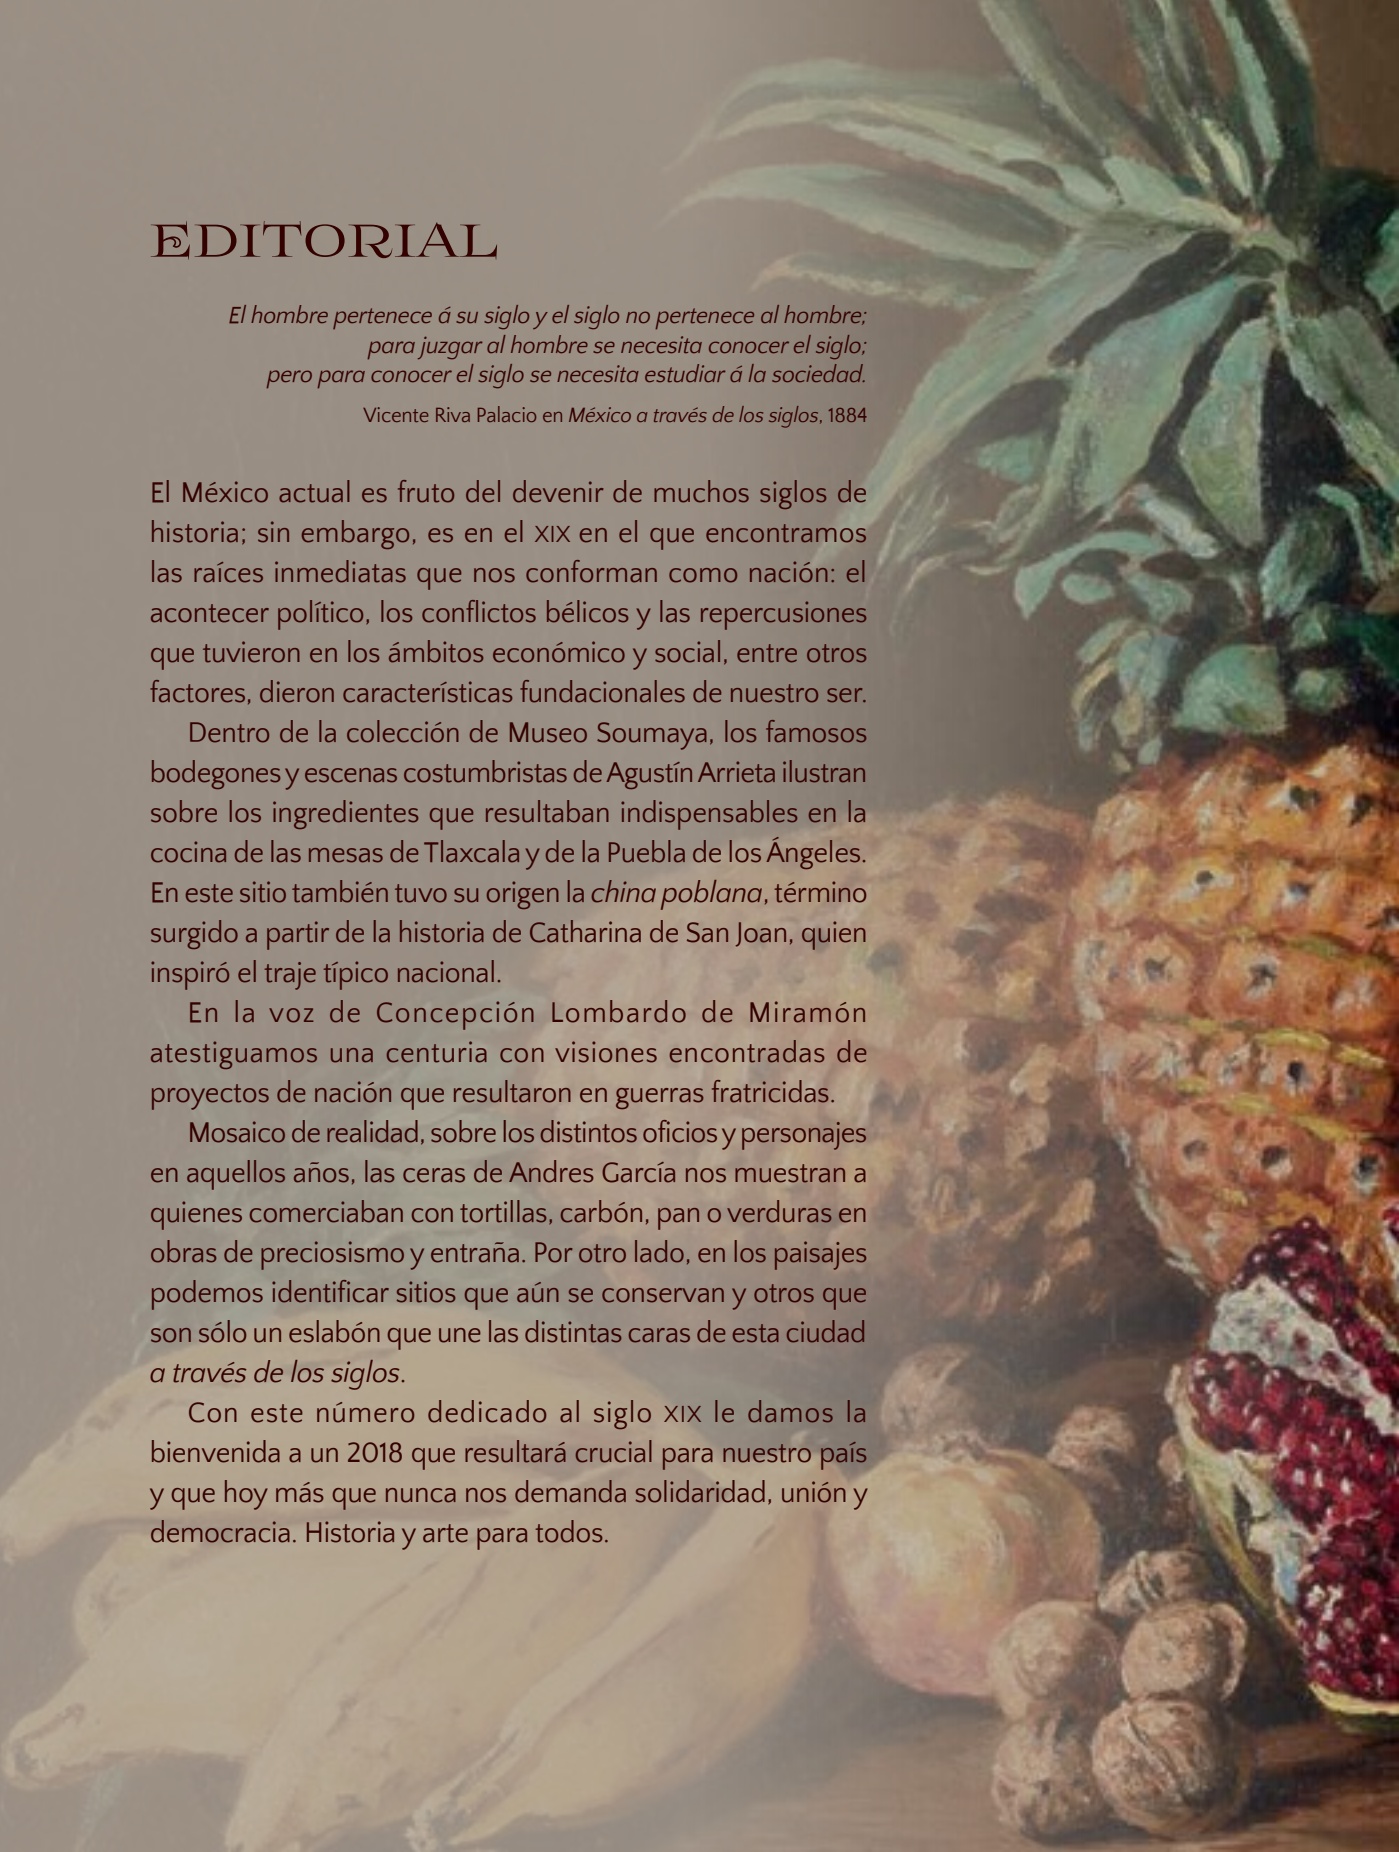 EDITORIAL
El hombre pertenece á su siglo y el siglo no pertenece al hombre;
para juzgar al hombre se necesita conocer el siglo;
pero para conocer el siglo se necesita estudiar á la sociedad.
Vicente Riva Palacio en México a través de los siglos, 1884
El México actual es fruto del devenir de muchos siglos de
historia; sin embargo, es en el XIX en el que encontramos
las raíces inmediatas que nos conforman como nación: el
acontecer político, los conflictos bélicos y las repercusiones
que tuvieron en los ámbitos económico y social, entre otros
factores, dieron características fundacionales de nuestro ser.
Dentro de la colección de Museo Soumaya, los famosos
bodegones y escenas costumbristas de Agustín Arrieta ilustran
sobre los ingredientes que resultaban indispensables en la
cocina de las mesas de Tlaxcala y de la Puebla de los Ángeles.
En este sitio también tuvo su origen la china poblana, término
surgido a partir de la historia de Catharina de San Joan, quien
inspiró el traje típico nacional.
En la voz de Concepción Lombardo de Miramón
atestiguamos una centuria con visiones encontradas de
proyectos de nación que resultaron en guerras fratricidas.
Mosaico de realidad, sobre los distintos oficios y personajes
en aquellos años, las ceras de Andres García nos muestran a
quienes comerciaban con tortillas, carbón, pan o verduras en
obras de preciosismo y entraña. Por otro lado, en los paisajes
podemos identificar sitios que aún se conservan y otros que
son sólo un eslabón que une las distintas caras de esta ciudad
a través de los siglos.
Con este número dedicado al siglo XIX le damos la
bienvenida a un 2018 que resultará crucial para nuestro país
y que hoy más que nunca nos demanda solidaridad, unión y
democracia. Historia y arte para todos.